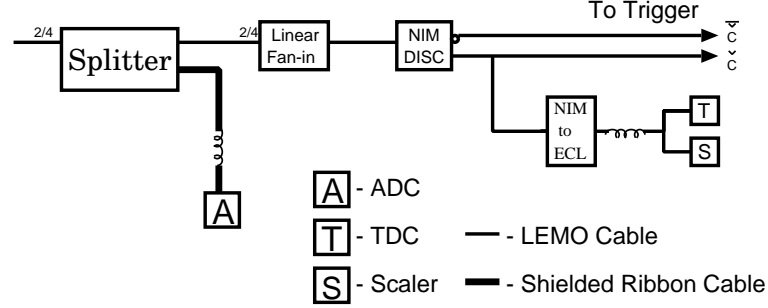 To Trigger
2/4
Splitter
2/4
Linear
Fan-in
NIM
DISC
C̄̌
č
NIM
to
ECL
T
S
A
A - ADC
T - TDC
S - Scaler
- LEMO Cable
- Shielded Ribbon Cable